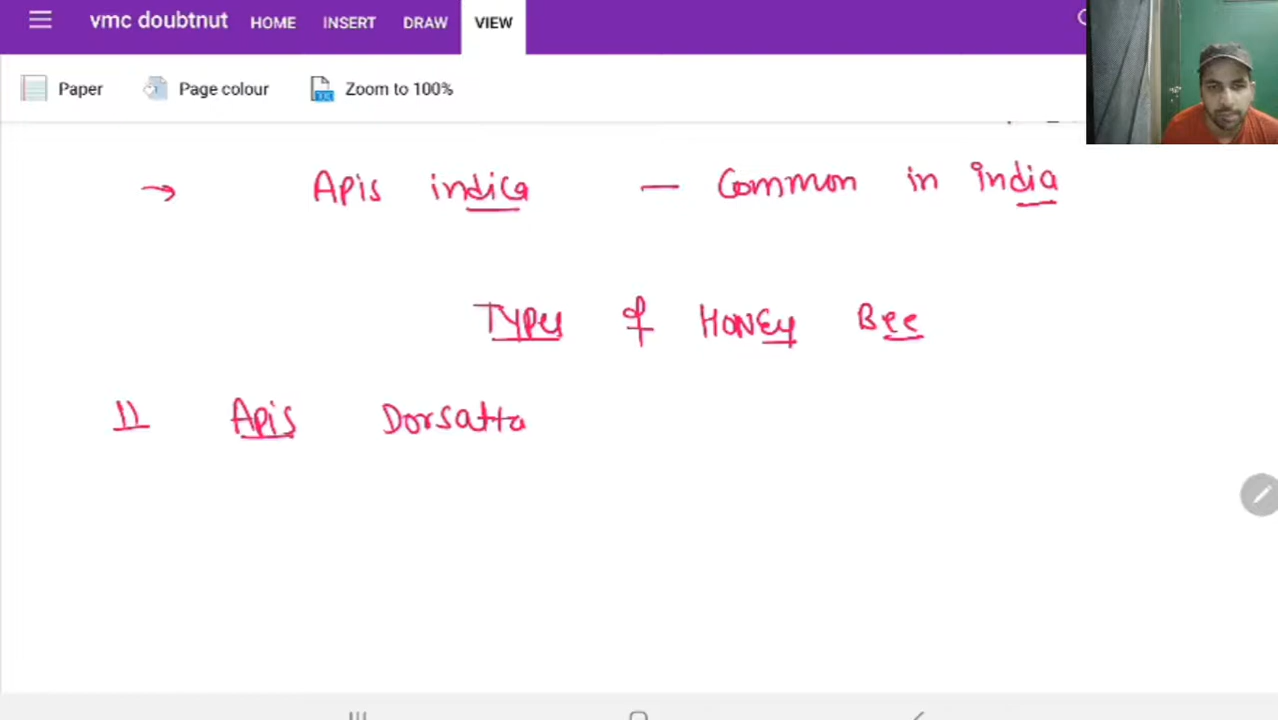 vmc doubtnut HOME INSERT DRAW VIEW
Paper Page colour Zoom to 100%
→ Apis indica — Common in india
Types of HONEy Bee
1) Apis Dorsatta